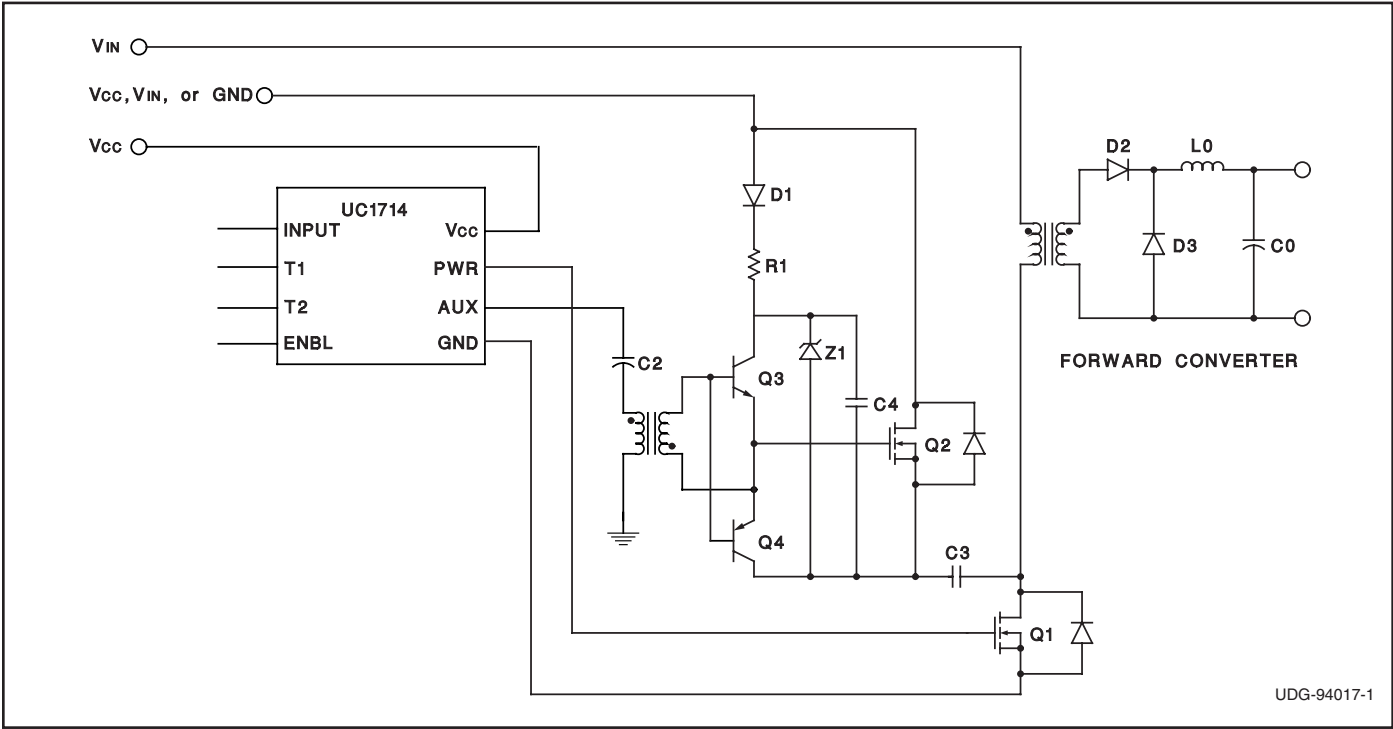 VIN
VCC, VIN, or GND
VCC
UC1714
INPUT
VCC
T1
PWR
T2
AUX
ENBL
GND
C2
D1
R1
Q3
Z1
C4
Q2
Q4
C3
Q1
D2
L0
D3
C0
FORWARD CONVERTER
UDG-94017-1